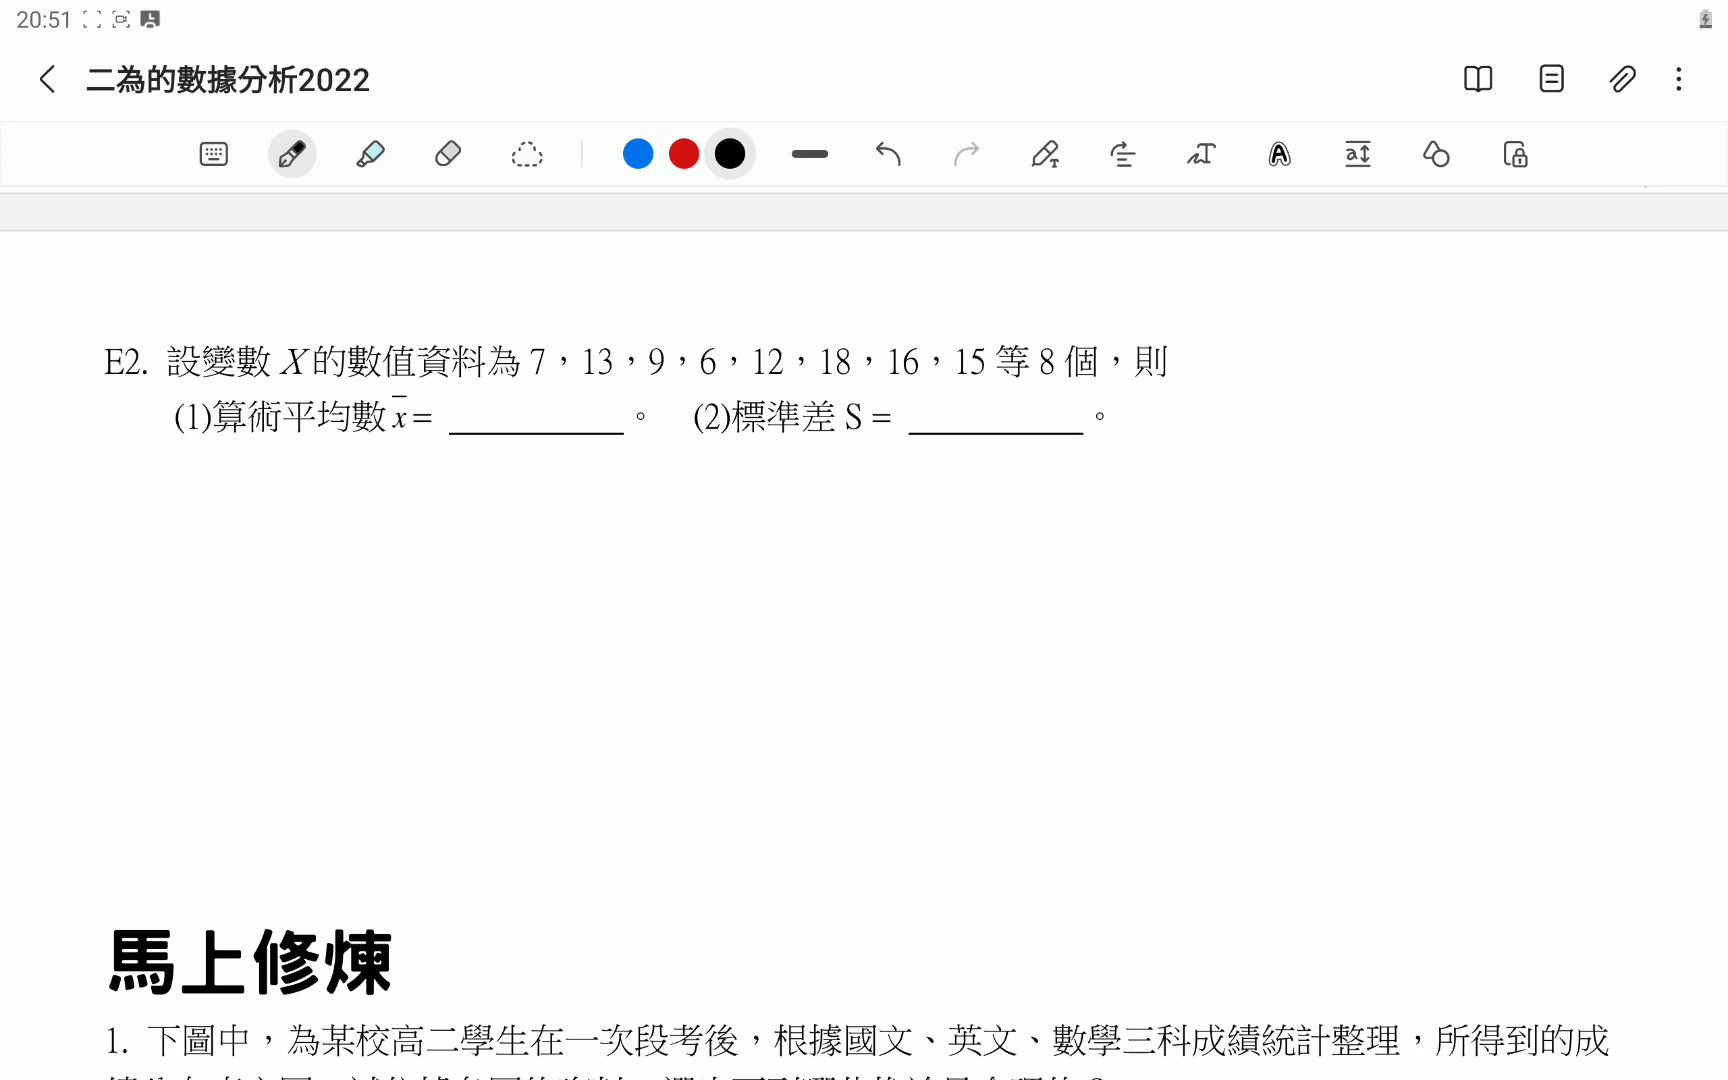 20:51
二為的數據分析2022
E2. 設變數 X 的數值資料為 7，13，9，6，12，18，16，15 等 8 個，則
(1)算術平均數 x̄ = __________。 (2)標準差 S = __________。
馬上修煉
1. 下圖中，為某校高二學生在一次段考後，根據國文、英文、數學三科成績統計整理，所得到的成